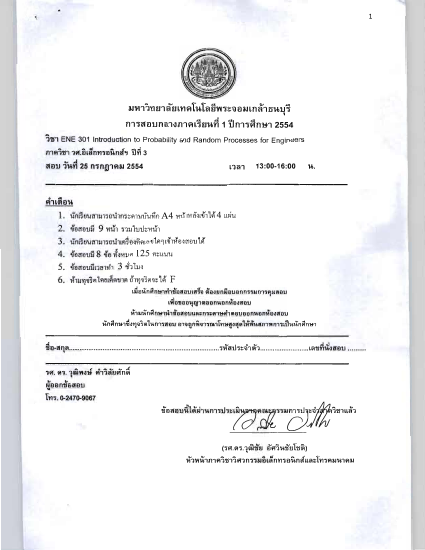 1
มหาวิทยาลัยเทคโนโลยีพระจอมเกล้าธนบุรี
การสอบกลางภาคเรียนที่ 1 ปีการศึกษา 2554
วิชา ENE 301 Introduction to Probability and Random Processes for Engineers
ภาควิชา วศ.อิเล็กทรอนิกส์ฯ ปีที่ 3
สอบ วันที่ 25 กรกฎาคม 2554 เวลา 13:00-16:00 น.
คำเตือน
1. นักเรียนสามารถนำกระดาษบันทึก A4 เข้าได้ 4 แผ่น
2. ข้อสอบมี 9 หน้า รวมใบปะหน้า
3. นักเรียนสามารถนำเครื่องคิดเลขใดๆเข้าห้องสอบได้
4. ข้อสอบมี 8 ข้อ ทั้งหมด 125 คะแนน
5. ข้อสอบมีเวลาทำ 3 ชั่วโมง
6. ห้ามทุจริตโดยเด็ดขาด ถ้าทุจริตจะได้ F
เมื่อนักศึกษาทำข้อสอบเสร็จ ต้องยกมือบอกกรรมการคุมสอบ
เพื่อขออนุญาตออกนอกห้องสอบ
ห้ามนักศึกษานำข้อสอบและกระดาษคำตอบออกนอกห้องสอบ
นักศึกษาซึ่งทุจริตในการสอบ อาจถูกพิจารณาโทษสูงสุดให้พ้นสภาพการเป็นนักศึกษา
ชื่อ-สกุล..........รหัสประจำตัว..........เลขที่นั่งสอบ..........
รศ. ดร. วุฒิพงษ์ คำวิลัยศักดิ์
ผู้ออกข้อสอบ
โทร. 0-2470-9067
ข้อสอบนี้ได้ผ่านการประเมินจากคณะกรรมการประจำภาควิชาแล้ว
(รศ.ดร.วุฒิชัย อัศวินชัยโชติ)
หัวหน้าภาควิชาวิศวกรรมอิเล็กทรอนิกส์และโทรคมนาคม